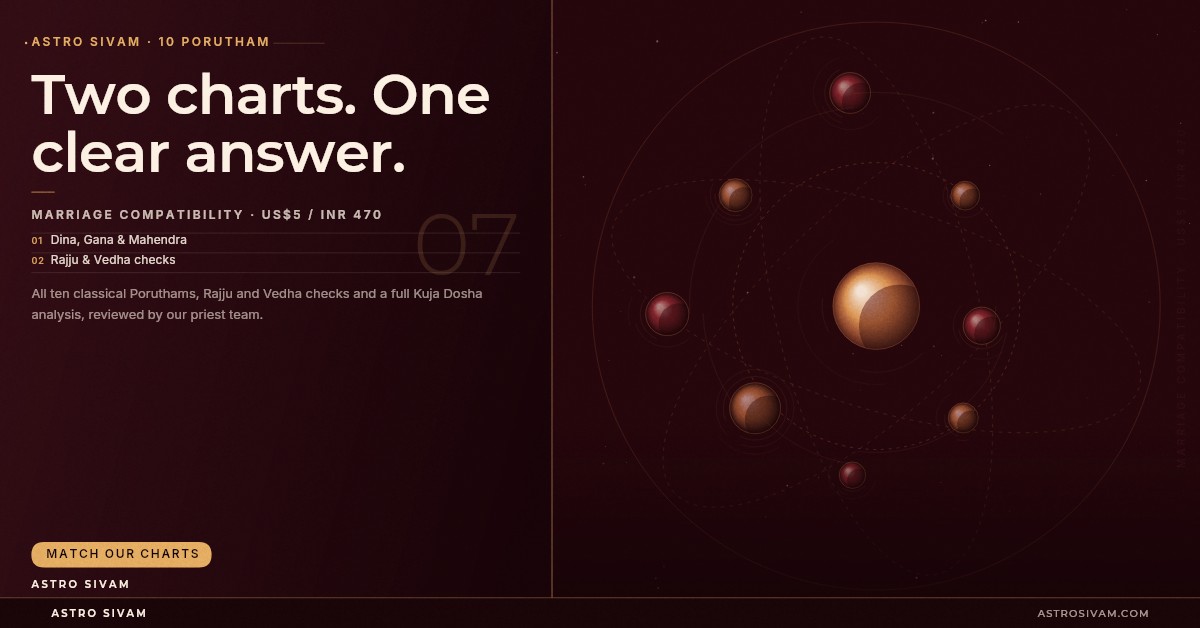 ASTRO SIVAM · 10 PORUTHAM
Two charts. One
clear answer.
MARRIAGE COMPATIBILITY · US$5 / INR 470
07
01 Dina, Gana & Mahendra
02 Rajju & Vedha checks
All ten classical Poruthams, Rajju and Vedha checks and a full Kuja Dosha
analysis, reviewed by our priest team.
MATCH OUR CHARTS
ASTRO SIVAM
ASTRO SIVAM
ASTROSIVAM.COM